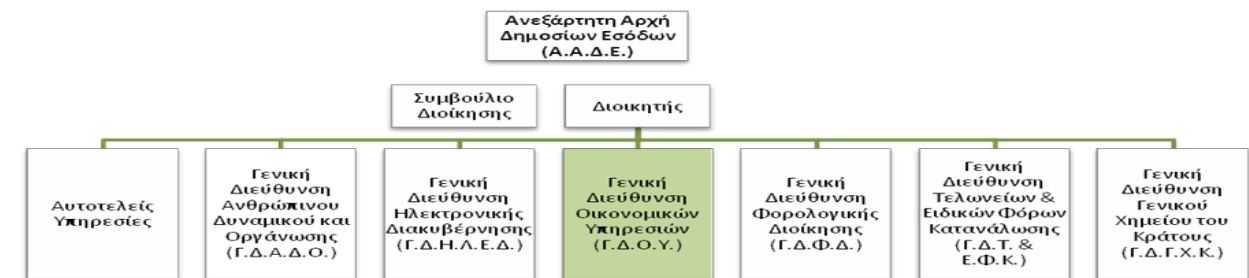 Ανεξάρτητη Αρχή
Δημοσίων Εσόδων
(Α.Α.Δ.Ε.)
Συμβούλιο
Διοίκησης
Διοικητής
Αυτοτελείς
Υπηρεσίες
Γενική
Διεύθυνση
Ανθρώπινου
Δυναμικού και
Οργάνωσης
(Γ.Δ.Α.Δ.Ο.)
Γενική
Διεύθυνση
Ηλεκτρονικής
Διακυβέρνησης
(Γ.Δ.Η.Λ.Ε.Δ.)
Γενική
Διεύθυνση
Οικονομικών
Υπηρεσιών
(Γ.Δ.Ο.Υ.)
Γενική
Διεύθυνση
Φορολογικής
Διοίκησης
(Γ.Δ.Φ.Δ.)
Γενική
Διεύθυνση
Τελωνείων &
Ειδικών Φόρων
Κατανάλωσης
(Γ.Δ.Τ. &
Ε.Φ.Κ.)
Γενική
Διεύθυνση
Γενικού
Χημείου του
Κράτους
(Γ.Δ.Γ.Χ.Κ.)